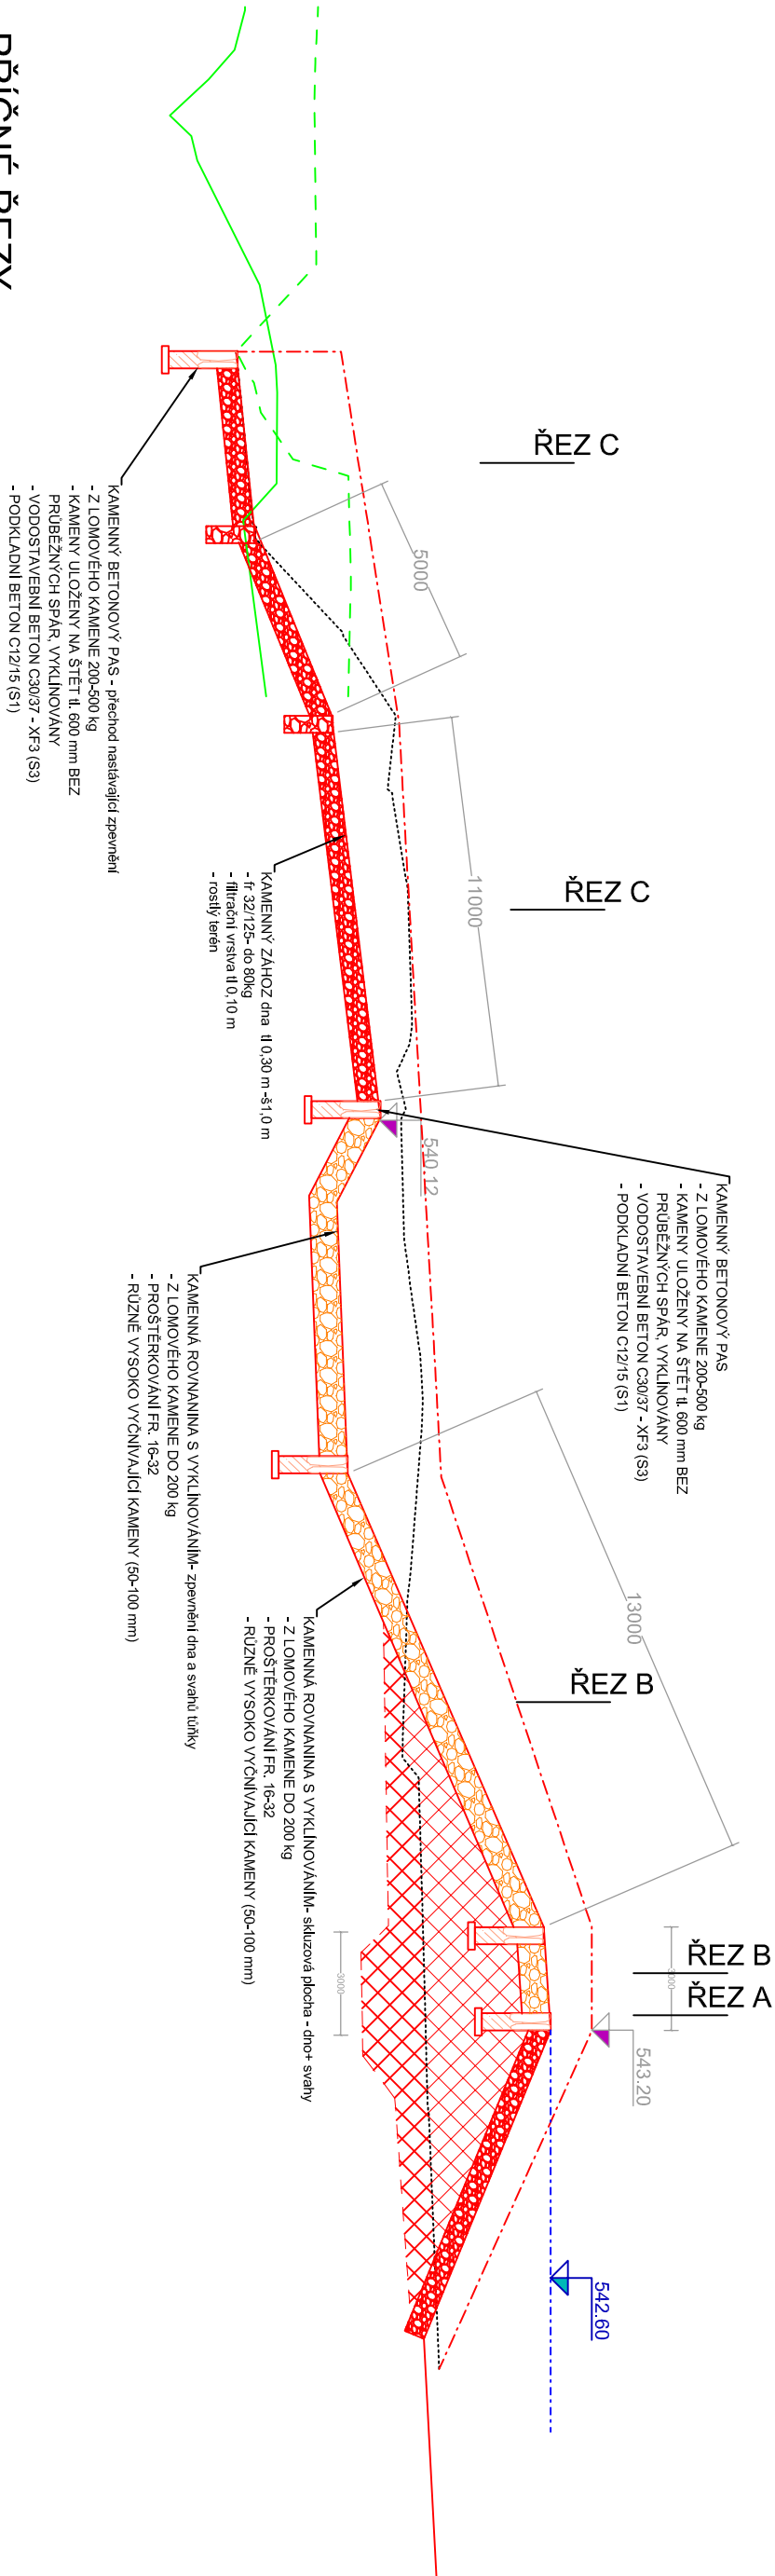 PŘÍČNÉ ŘEZY
ŘEZ C
5000
KAMENNÝ BETONOVÝ PAS - přechod nastávající zpevnění
- Z LOMOVÉHO KAMENE 200-500 kg
- KAMENY ULOŽENY NA ŠTĚT tl. 600 mm BEZ
PRŮBĚŽNÝCH SPÁR, VYKLÍNOVÁNY
- VODOSTAVEBNÍ BETON C30/37 - XF3 (S3)
- PODKLADNÍ BETON C12/15 (S1)
ŘEZ C
11000
KAMENNÝ ZÁHOZ dna tl 0,30 m -š1,0 m
- fr 32/125- do 80kg
- filtrační vrstva tl 0,10 m
- rostlý terén
540.12
KAMENNÝ BETONOVÝ PAS
- Z LOMOVÉHO KAMENE 200-500 kg
- KAMENY ULOŽENY NA ŠTĚT tl. 600 mm BEZ
PRŮBĚŽNÝCH SPÁR, VYKLÍNOVÁNY
- VODOSTAVEBNÍ BETON C30/37 - XF3 (S3)
- PODKLADNÍ BETON C12/15 (S1)
KAMENNÁ ROVNANINA S VYKLÍNOVÁNÍM- zpevnění dna a svahů tůňky
- Z LOMOVÉHO KAMENE DO 200 kg
- PROŠTĚRKOVÁNÍ FR. 16-32
- RŮZNĚ VYSOKO VYČNÍVAJÍCÍ KAMENY (50-100 mm)
13000
ŘEZ B
KAMENNÁ ROVNANINA S VYKLÍNOVÁNÍM- skluzová plocha - dno+ svahy
- Z LOMOVÉHO KAMENE DO 200 kg
- PROŠTĚRKOVÁNÍ FR. 16-32
- RŮZNĚ VYSOKO VYČNÍVAJÍCÍ KAMENY (50-100 mm)
ŘEZ B
3000
3000
ŘEZ A
543.20
542.60